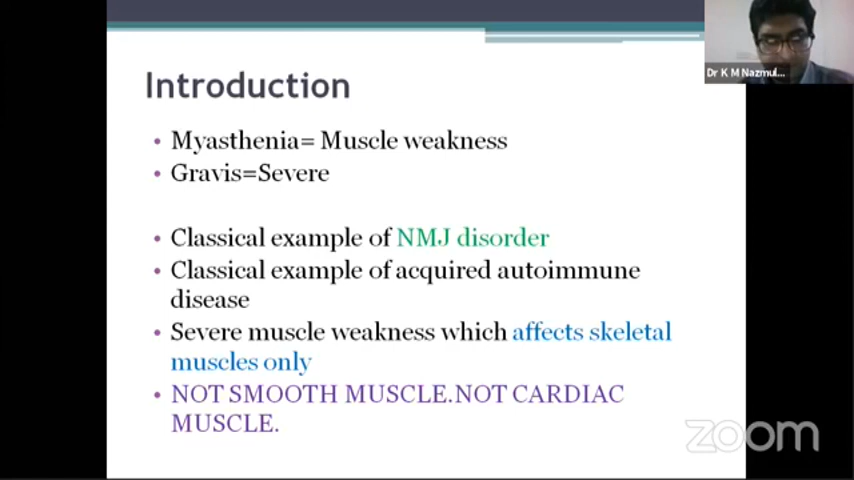 Dr K M Nazmul...
Introduction
Myasthenia= Muscle weakness
Gravis=Severe
Classical example of NMJ disorder
Classical example of acquired autoimmune
disease
Severe muscle weakness which affects skeletal
muscles only
NOT SMOOTH MUSCLE.NOT CARDIAC
MUSCLE.
zoom